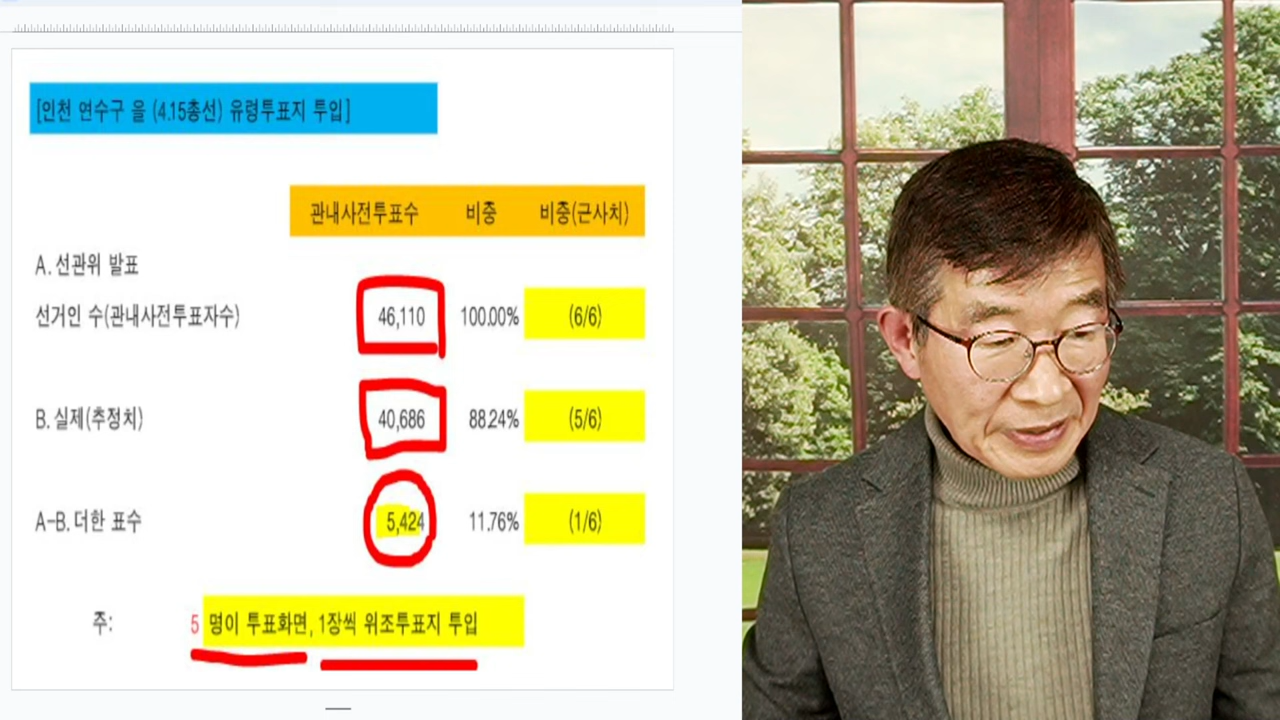 [인천 연수구 을 (4.15총선) 유령투표지 투입]
관내사전투표수 비중 비중(근사치)
A. 선관위 발표
선거인 수(관내사전투표자수) 46,110 100.00% (6/6)
B. 실제(추정치) 40,686 88.24% (5/6)
A-B. 더한 표수 5,424 11.76% (1/6)
주: 5 명이 투표화면, 1장씩 위조투표지 투입